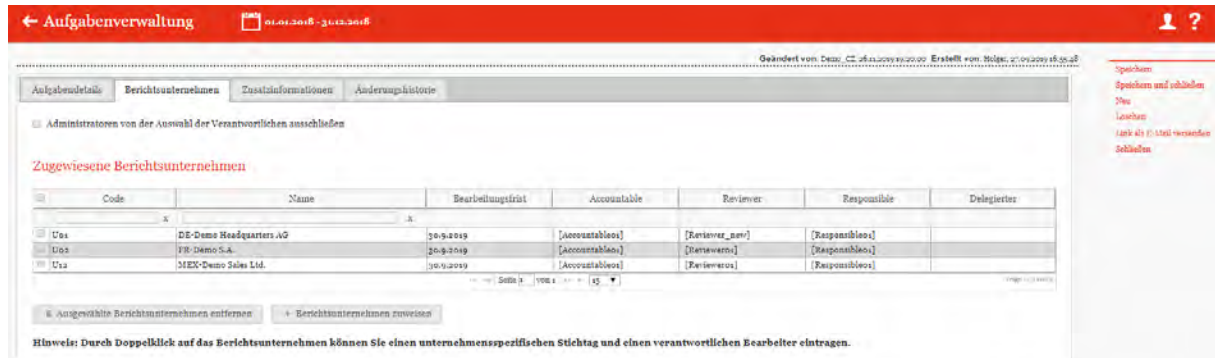 ← Aufgabenverwaltung 01.01.2018 - 31.12.2018 ?
Geändert von: Demo_CZ, 26.11.2019 19.20.00 Erstellt von: Holger, 27.09.2019 16.55.28
Speichern
Speichern und schließen
Neu
Löschen
Link als E-Mail versenden
Schließen
Aufgabendetails Berichtsunternehmen Zusatzinformationen Änderungshistorie
Administratoren von der Auswahl der Verantwortlichen ausschließen
Zugewiesene Berichtsunternehmen
Code Name Bearbeitungsfrist Accountable Reviewer Responsible Delegierter
x x
U01 DE-Demo Headquarters AG 30.9.2019 [Accountable01] [Reviewer_new] [Responsible01]
U02 FR-Demo S.A. 30.9.2019 [Accountable01] [Reviewer01] [Responsible01]
U12 MEX-Demo Sales Ltd. 30.9.2019 [Accountable01] [Reviewer01] [Responsible01]
Seite 1 von 1 15
x Ausgewählte Berichtsunternehmen entfernen + Berichtsunternehmen zuweisen
Hinweis: Durch Doppelklick auf das Berichtsunternehmen können Sie einen unternehmensspezifischen Stichtag und einen verantwortlichen Bearbeiter eintragen.